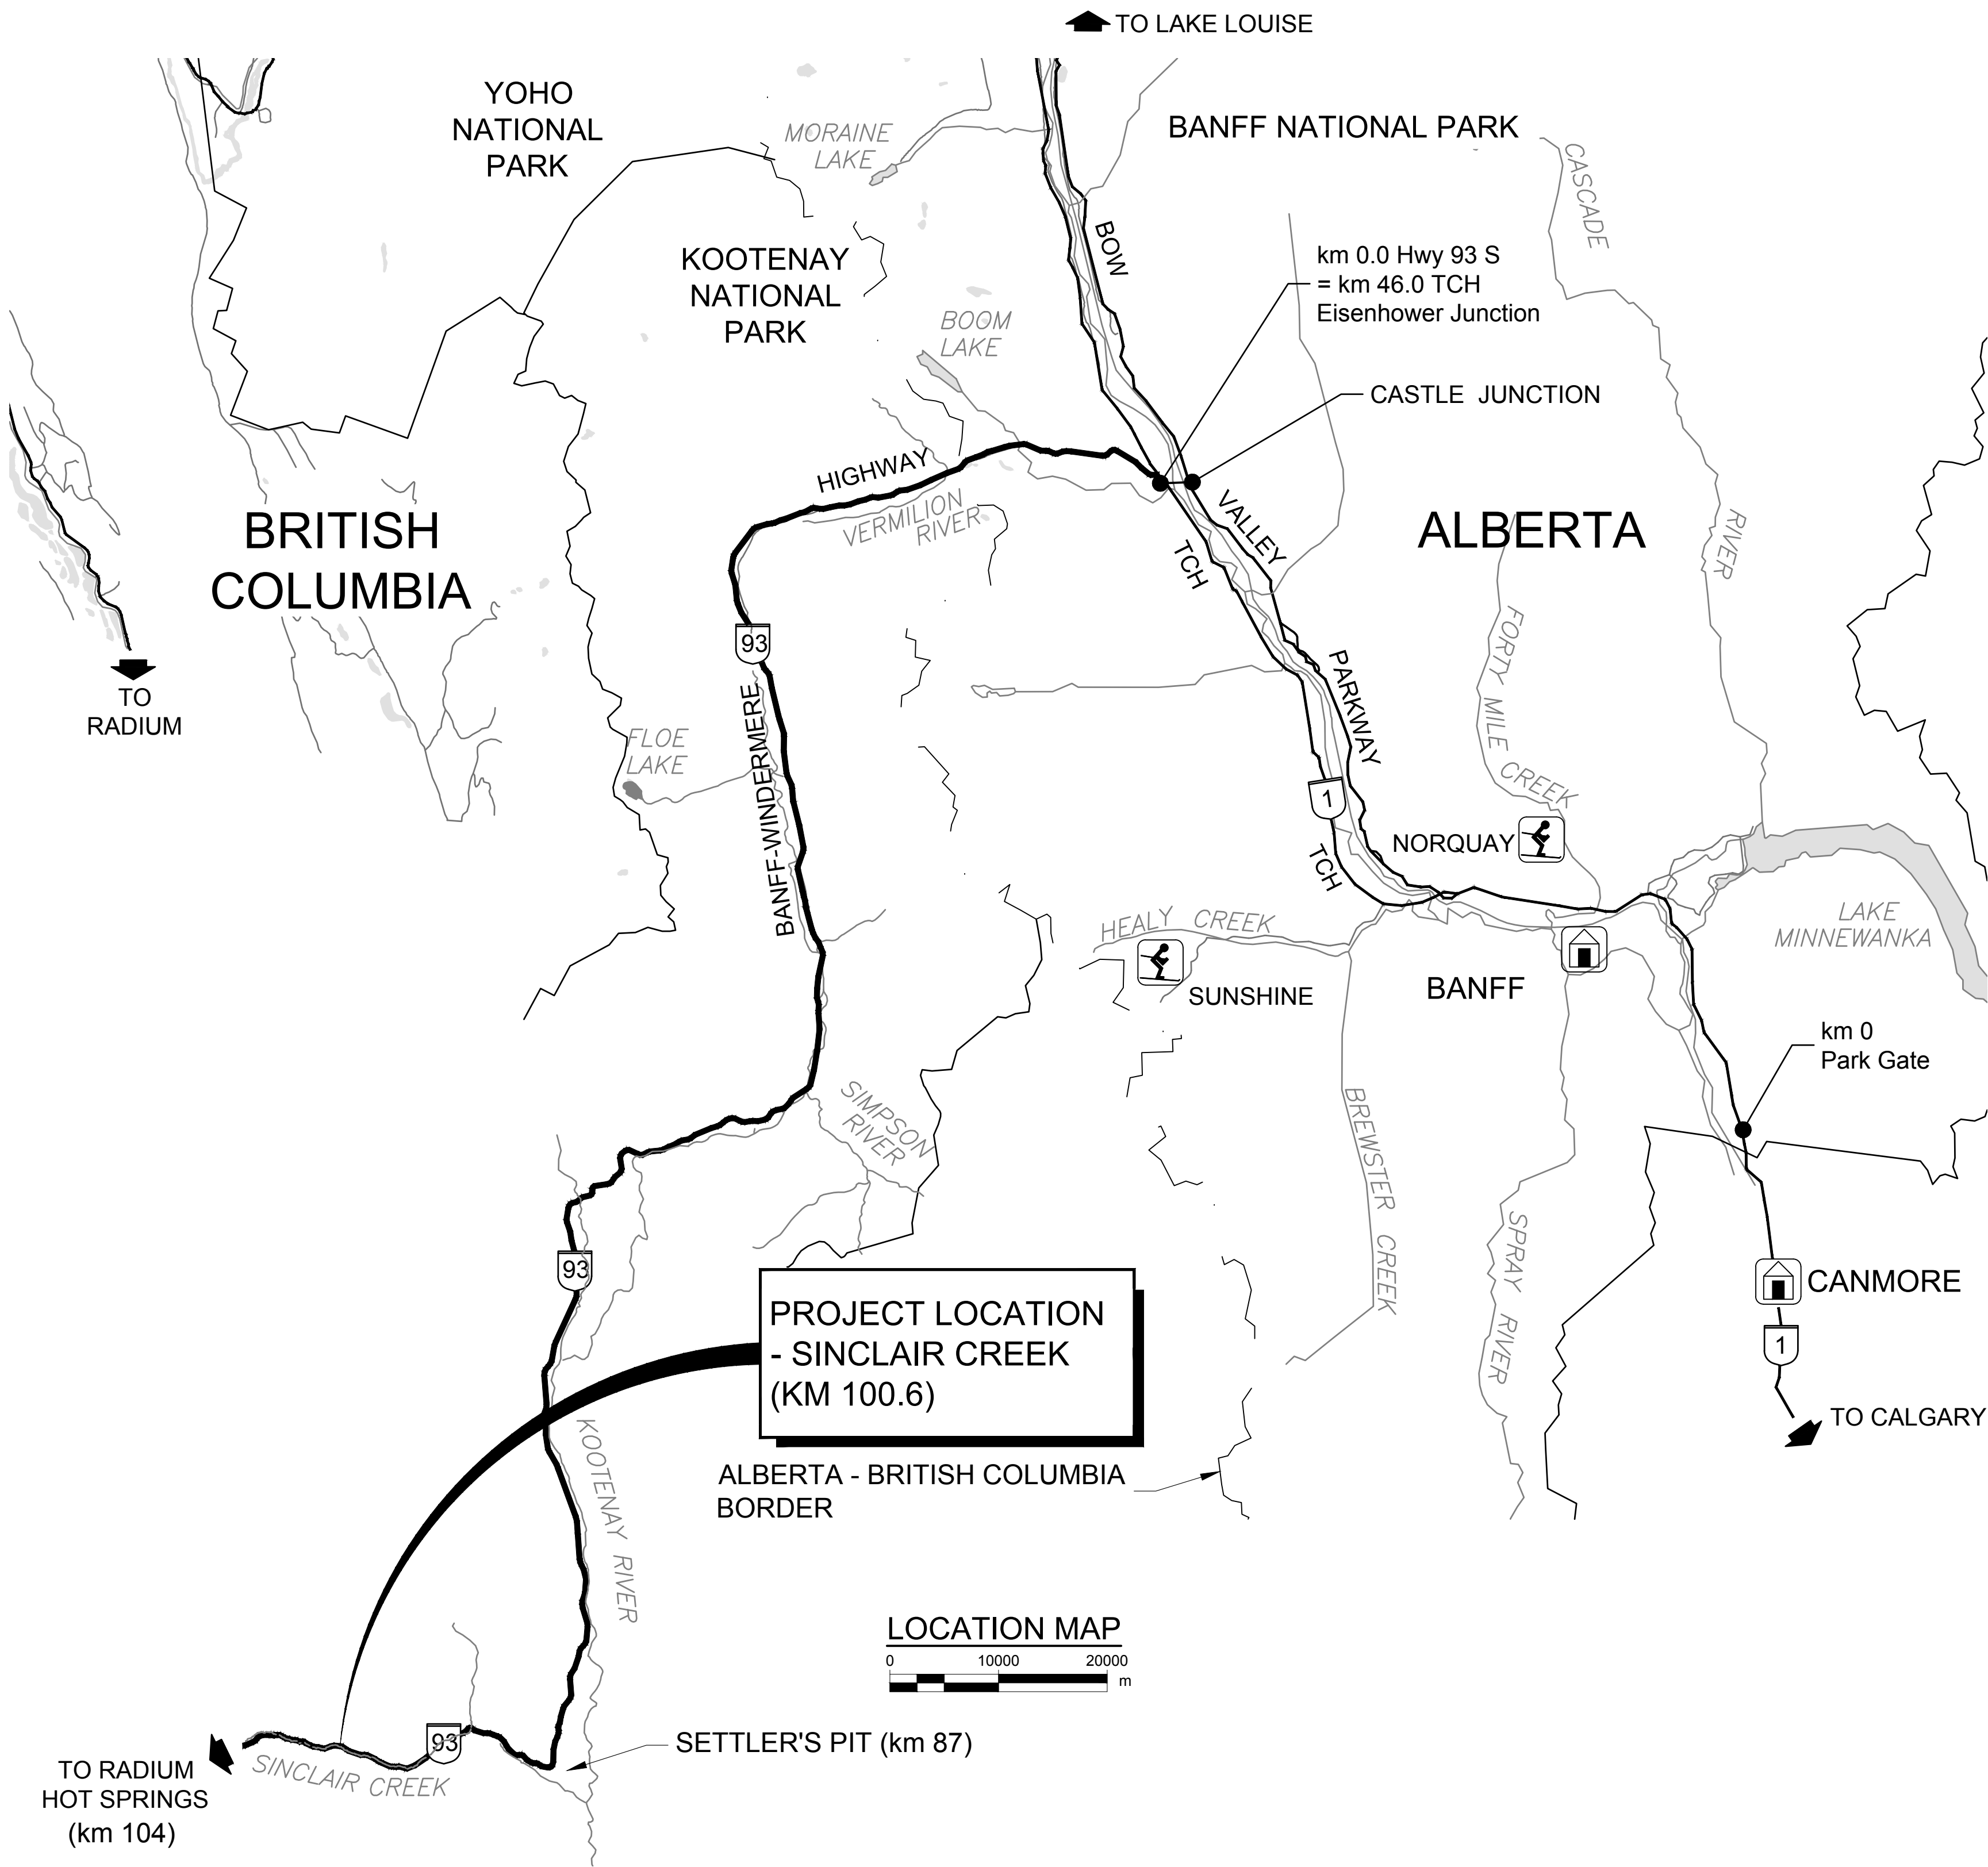 TO LAKE LOUISE
YOHO
NATIONAL
PARK
MORAINE
LAKE
BANFF NATIONAL PARK
CASCADE
RIVER
KOOTENAY
NATIONAL
PARK
BOW
VALLEY
PARKWAY
km 0.0 Hwy 93 S
= km 46.0 TCH
Eisenhower Junction
BOOM
LAKE
CASTLE JUNCTION
HIGHWAY
VERMILION
RIVER
BRITISH
COLUMBIA
ALBERTA
TCH
FORTY MILE CREEK
93
TO
RADIUM
BANFF-WINDERMERE
FLOE
LAKE
1
TCH
NORQUAY
LAKE
MINNEWANKA
HEALY CREEK
SUNSHINE
BANFF
km 0
Park Gate
SIMPSON
RIVER
BREWSTER CREEK
SPRAY RIVER
93
CANMORE
1
TO CALGARY
PROJECT LOCATION
- SINCLAIR CREEK
(KM 100.6)
KOOTENAY RIVER
ALBERTA - BRITISH COLUMBIA
BORDER
LOCATION MAP
0 10000 20000
m
93
SETTLER'S PIT (km 87)
SINCLAIR CREEK
TO RADIUM
HOT SPRINGS
(km 104)